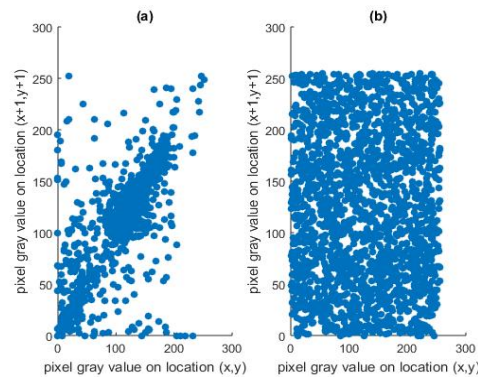 (a)
pixel gray value on location (x+1,y+1)
300
250
200
150
100
50
0
0 100 200 300
pixel gray value on location (x,y)
(b)
pixel gray value on location (x+1,y+1)
300
250
200
150
100
50
0
0 100 200 300
pixel gray value on location (x,y)